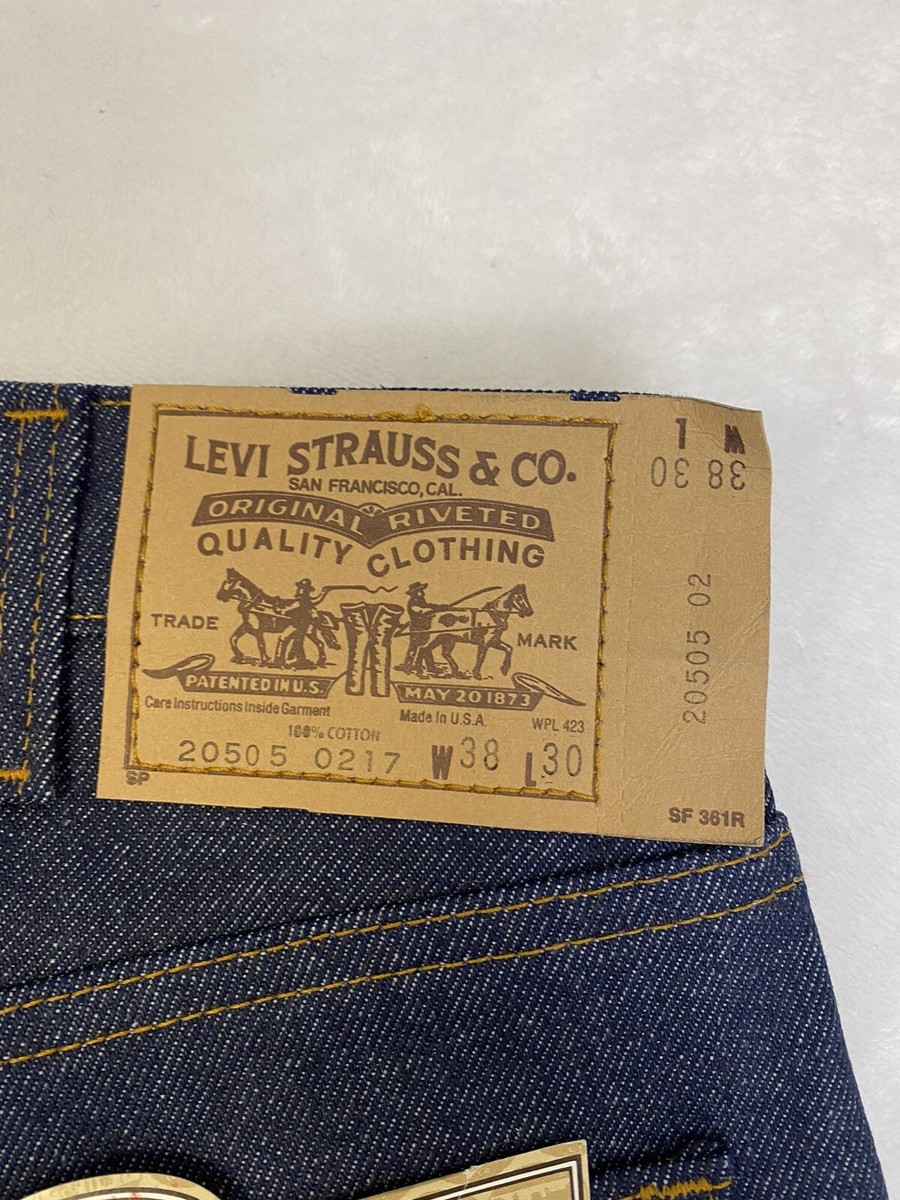 LEVI STRAUSS & CO.
SAN FRANCISCO, CAL.
ORIGINAL RIVETED
QUALITY CLOTHING
TRADE MARK
PATENTED IN U.S. MAY 20 1873
Care Instructions Inside Garment Made in U.S.A. WPL 423
100% COTTON
20505 0217 W38 L30
SP
W L
38 30
20505 02
SF 361R